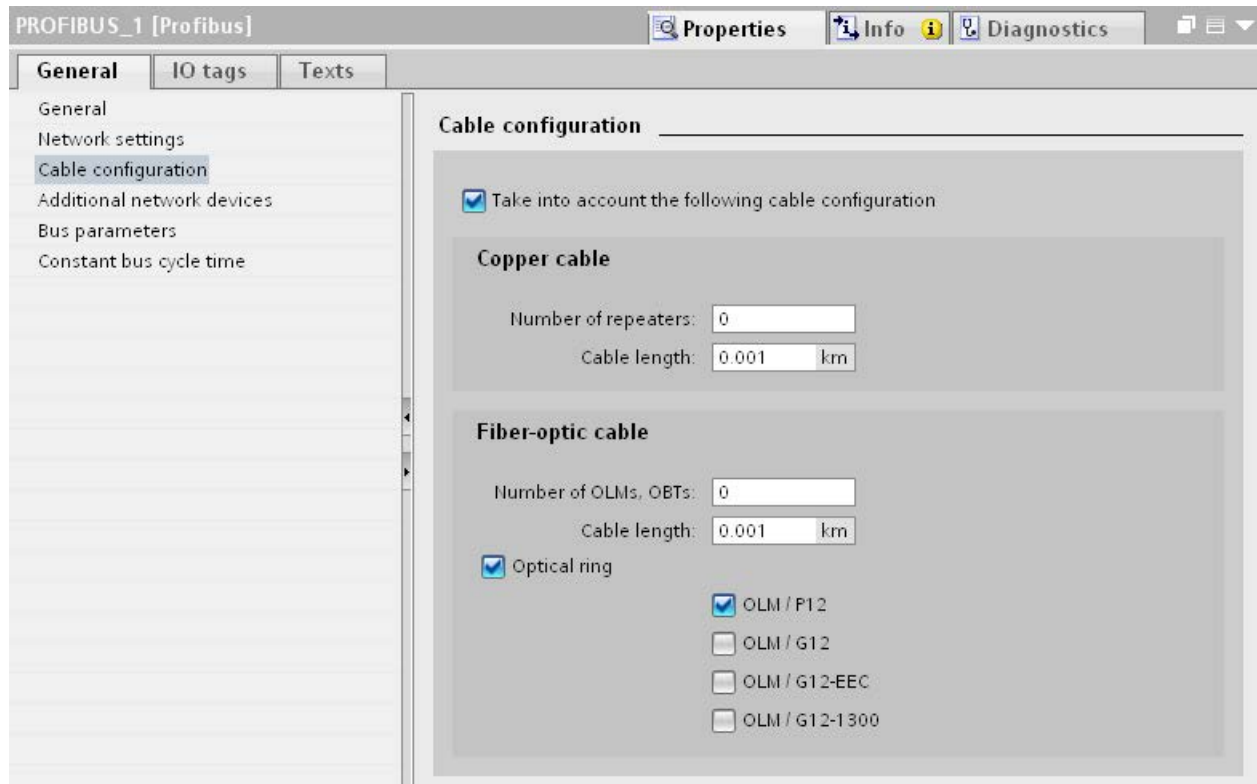 PROFIBUS_1 [Profibus]
Properties
Info
Diagnostics
General
IO tags
Texts
General
Network settings
Cable configuration
Additional network devices
Bus parameters
Constant bus cycle time
Cable configuration
Take into account the following cable configuration
Copper cable
Number of repeaters: 0
Cable length: 0.001 km
Fiber-optic cable
Number of OLMs, OBTs: 0
Cable length: 0.001 km
Optical ring
OLM / P12
OLM / G12
OLM / G12-EEC
OLM / G12-1300